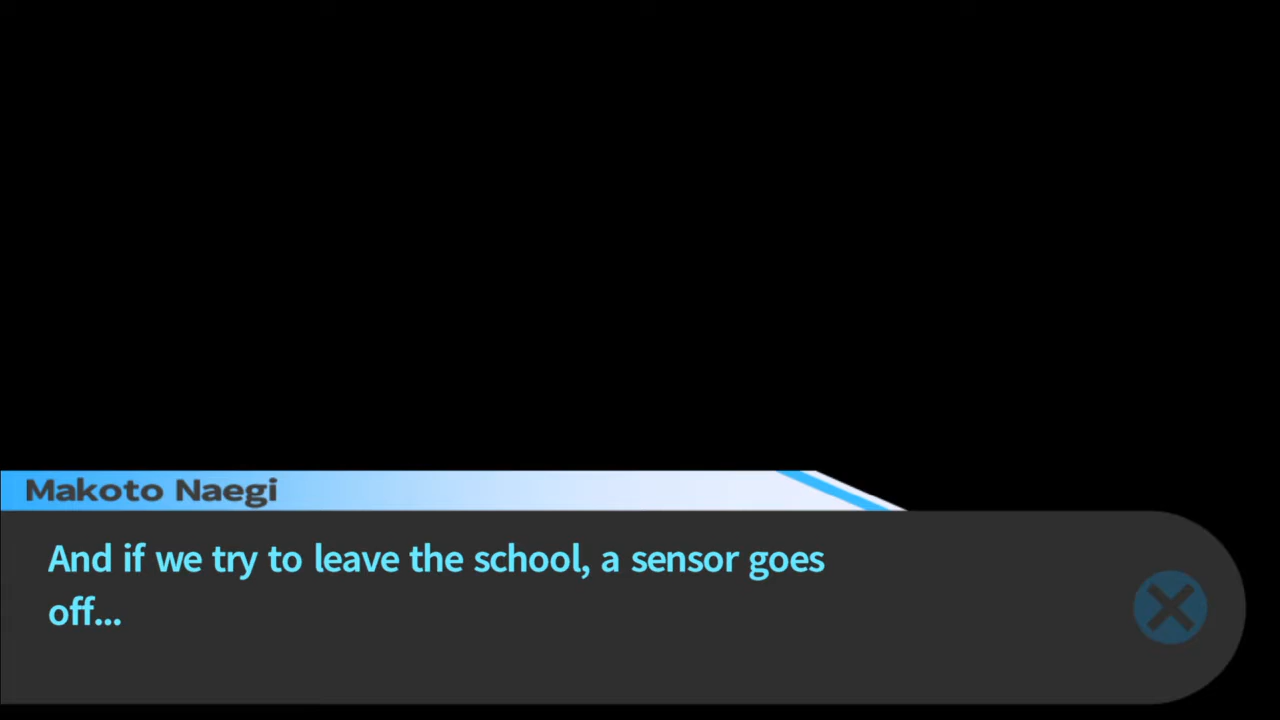 Makoto Naegi
And if we try to leave the school, a sensor goes
off...